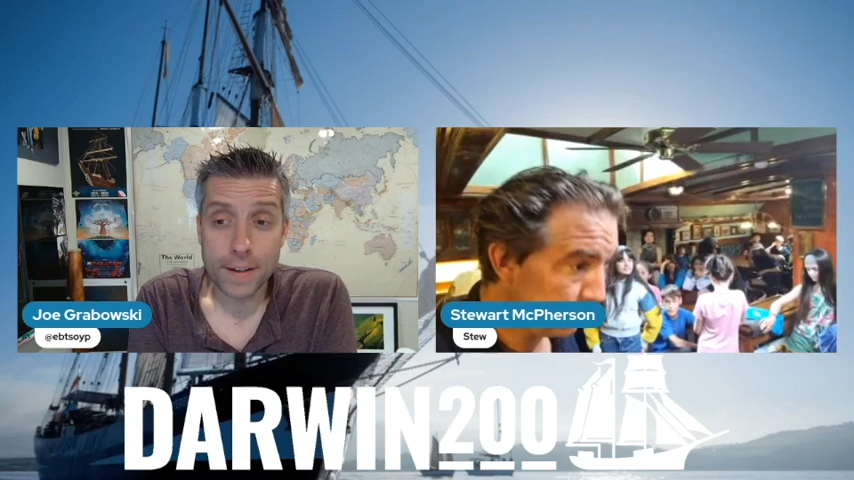 The World
Joe Grabowski
@ebtsoyp
Stewart McPherson
Stew
DARWIN200